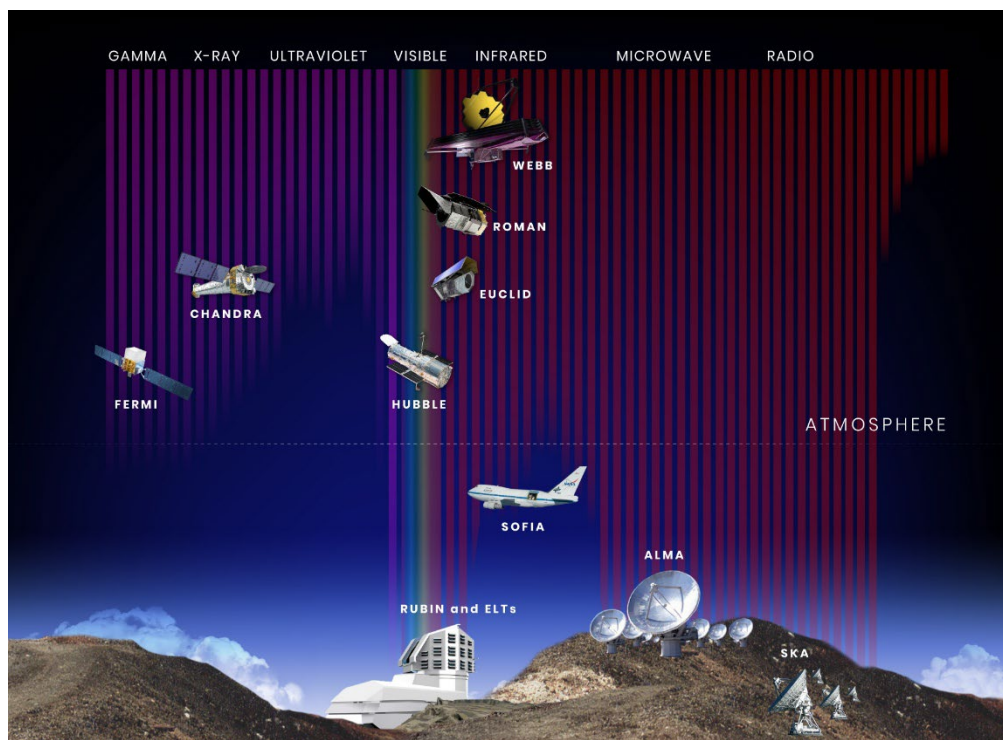 GAMMA X-RAY ULTRAVIOLET VISIBLE INFRARED MICROWAVE RADIO
WEBB
ROMAN
EUCLID
CHANDRA
FERMI
HUBBLE
ATMOSPHERE
SOFIA
ALMA
RUBIN and ELTs
SKA